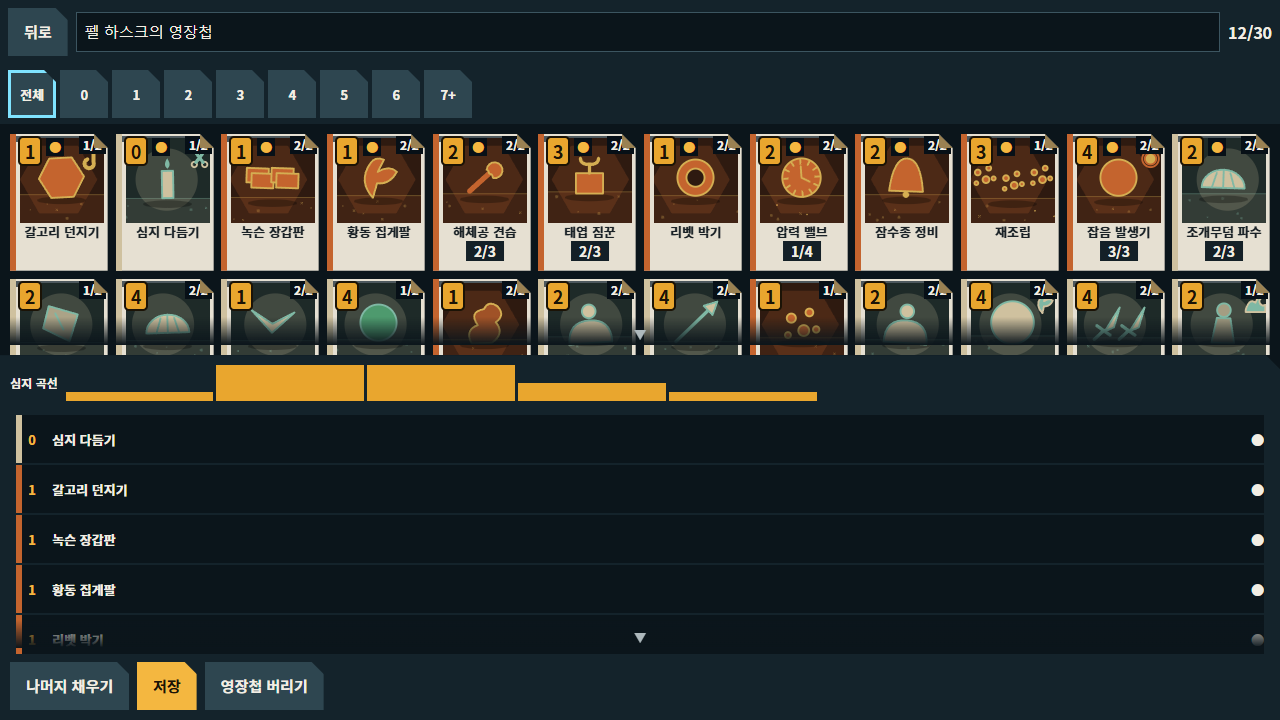 뒤로
펠 하스크의 영장첩
12/30
전체 0 1 2 3 4 5 6 7+
1 갈고리 던지기
0 심지 다듬기
1 녹슨 장갑판
1 황동 집게팔
2 해체공 견습 2/3
3 태엽 짐꾼 2/3
1 리벳 박기
2 압력 밸브 1/4
2 잠수종 정비
3 재조립
4 잡음 발생기 3/3
2 조개무덤 파수 2/3
2 4 1 4 1 2 4 1 2 4 4 2
심지 곡선
0 심지 다듬기
1 갈고리 던지기
1 녹슨 장갑판
1 황동 집게팔
1 리벳 박기
나머지 채우기
저장
영장첩 버리기